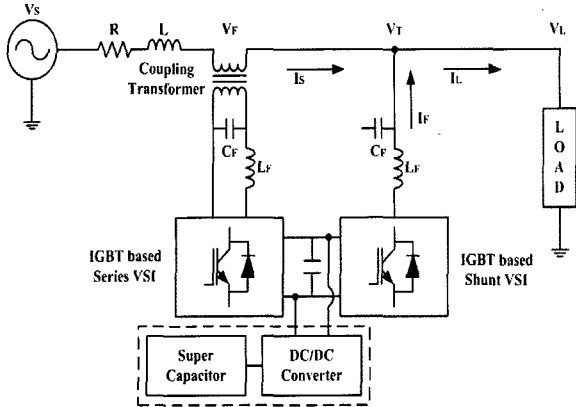 Vs
R
L
VF
VT
VL
Coupling
Transformer
Is
IL
IF
CF
LF
CF
LF
L
O
A
D
IGBT based
Series VSI
IGBT based
Shunt VSI
Super
Capacitor
DC/DC
Converter